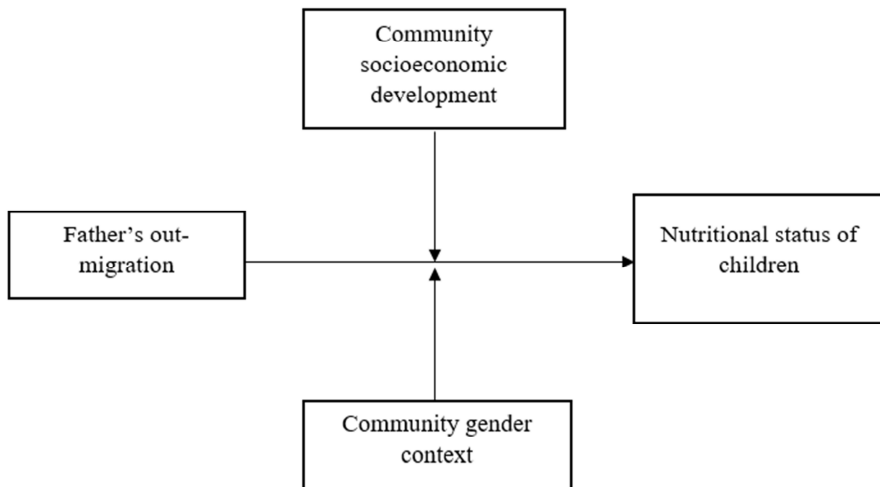 Community
socioeconomic
development
Father’s out-
migration
Nutritional status of
children
Community gender
context